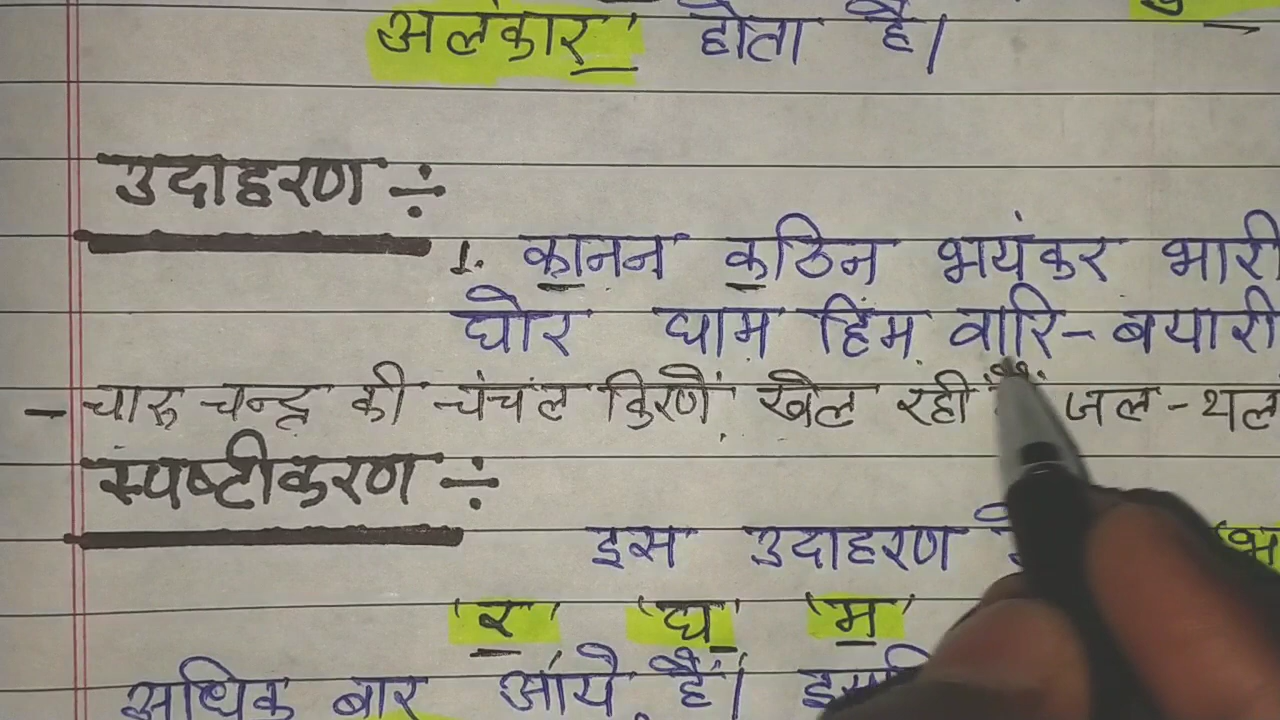 अलंकार' होता है।
उदाहरण ÷
1. कानन कठिन भयंकर भारी
घोर घाम हिम वारि-बयारी
- चारु चन्द्र की चंचल किरणें खेल रही हैं जल-थल
स्पष्टीकरण ÷
इस उदाहरण
'र' 'घ' 'म'
अधिक बार आये हैं।